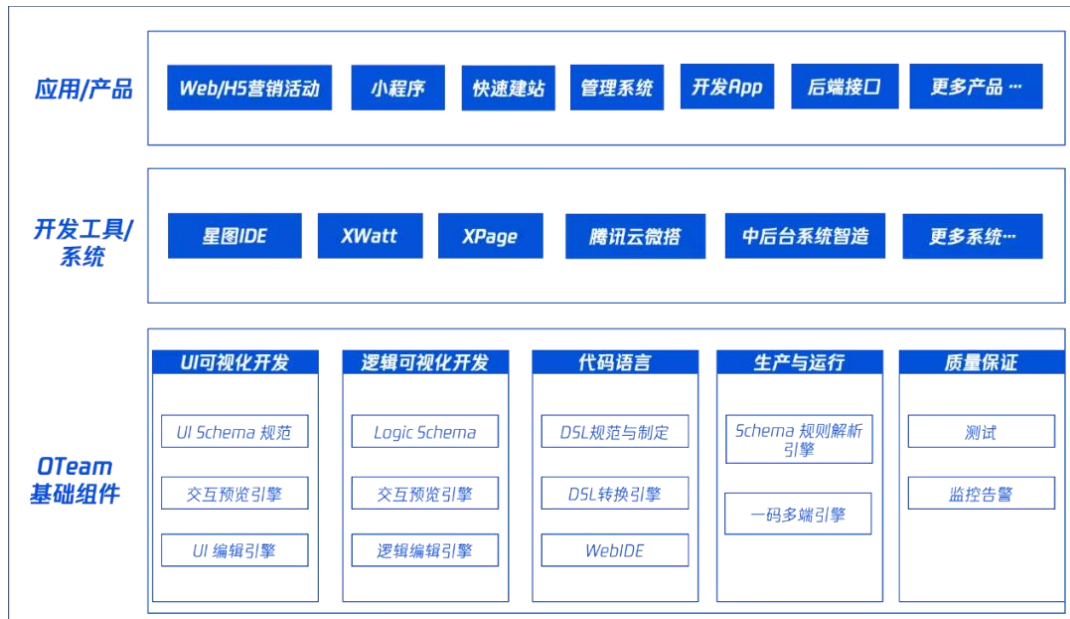 应用/产品
Web/H5营销活动
小程序
快速建站
管理系统
开发App
后端接口
更多产品 ···
开发工具/
系统
星图IDE
XWatt
XPage
腾讯云微搭
中后台系统智造
更多系统···
OTeam
基础组件
UI可视化开发
UI Schema 规范
交互预览引擎
UI 编辑引擎
逻辑可视化开发
Logic Schema
交互预览引擎
逻辑编辑引擎
代码语言
DSL规范与制定
DSL转换引擎
WebIDE
生产与运行
Schema 规则解析
引擎
一码多端引擎
质量保证
测试
监控告警